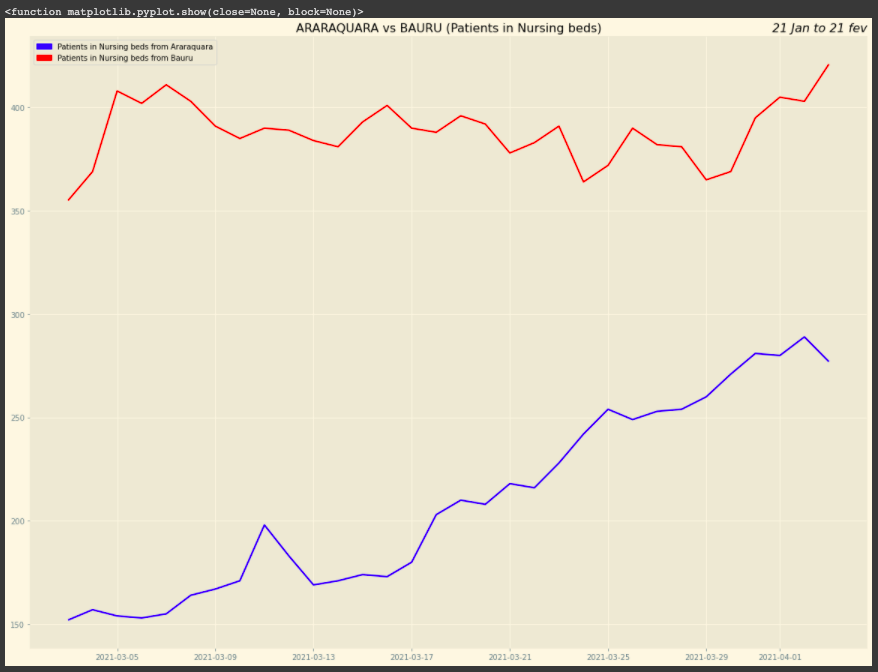 <function matplotlib.pyplot.show(close=None, block=None)>
ARARAQUARA vs BAURU (Patients in Nursing beds)
21 Jan to 21 fev
Patients in Nursing beds from Araraquara
Patients in Nursing beds from Bauru
400
350
300
250
200
150
2021-03-05
2021-03-09
2021-03-13
2021-03-17
2021-03-21
2021-03-25
2021-03-29
2021-04-01